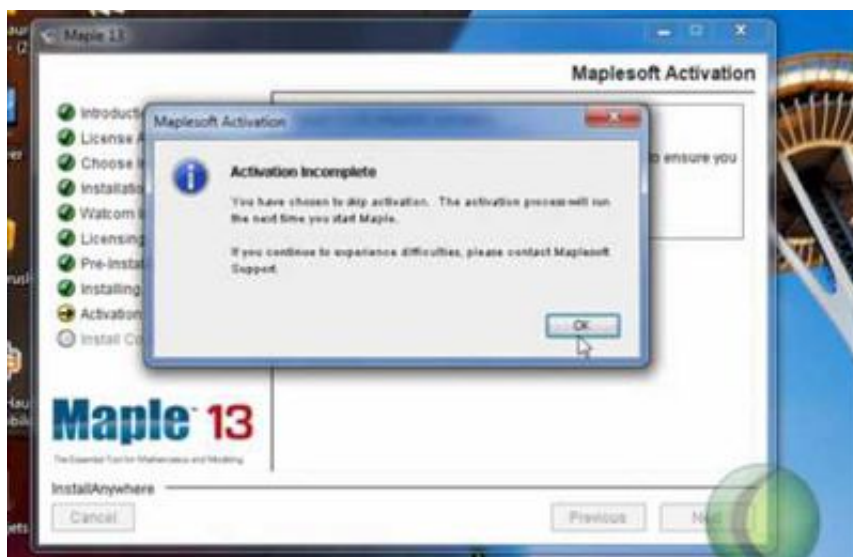 Maple 13
Maplesoft Activation
Introduct
License A
Choose I
Installatio
Watcom I
Licensing
Pre-Instal
Installing
Activation
Install Co
Maplesoft Activation
Activation Incomplete
You have chosen to skip activation. The activation process will run
the next time you start Maple.
If you continue to experience difficulties, please contact Maplesoft
Support.
OK
to ensure you
Maple 13
The Essential Tool for Mathematics and Modeling
InstallAnywhere
Cancel
Previous